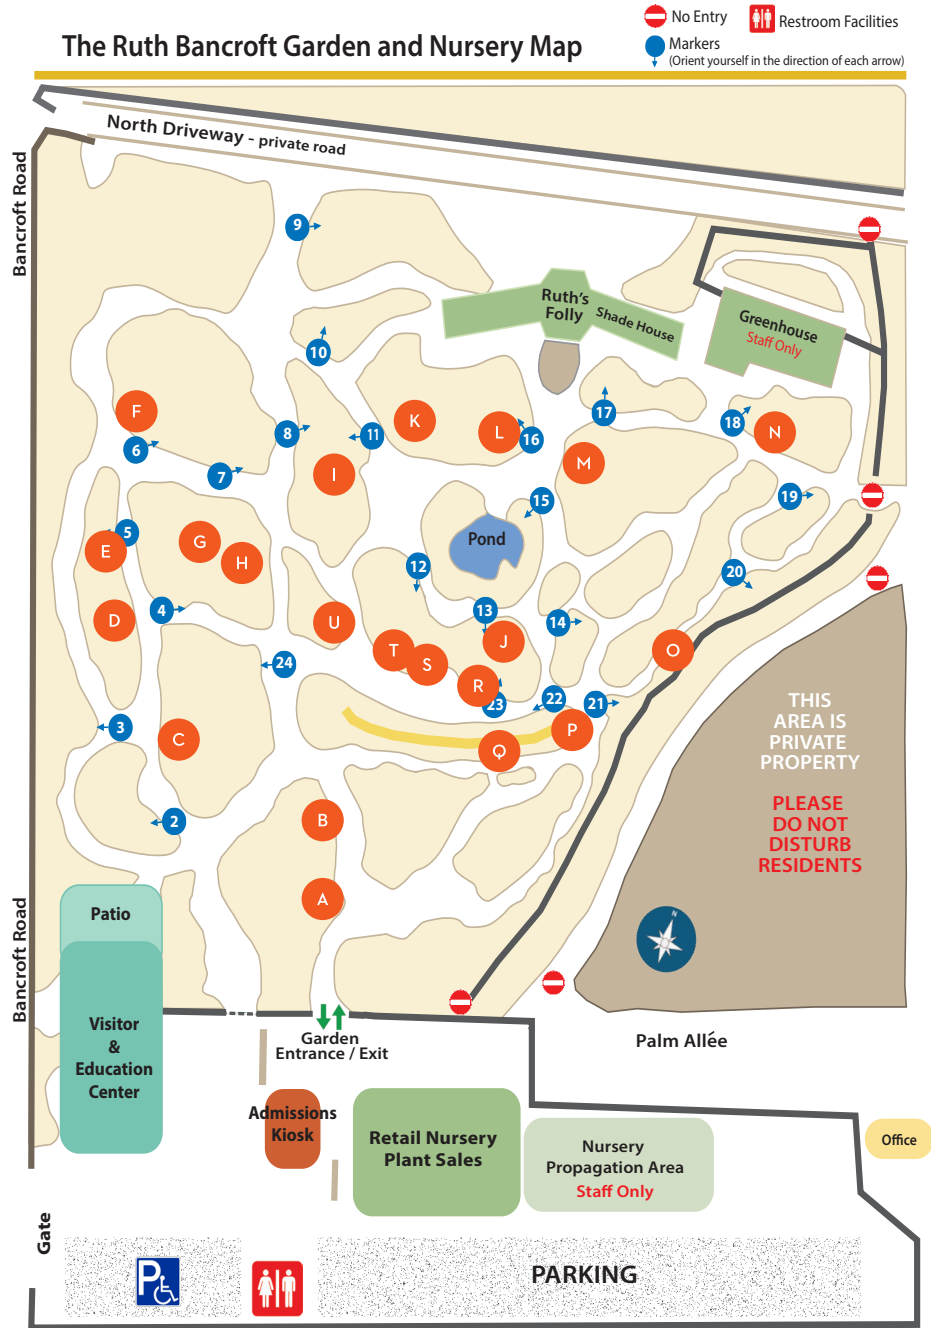 No Entry
Restroom Facilities
The Ruth Bancroft Garden and Nursery Map
Markers
(Orient yourself in the direction of each arrow)
North Driveway - private road
Bancroft Road
9
Ruth's
Folly
Shade House
Greenhouse
Staff Only
10
F
K
L
17
18
N
8
11
16
6
M
7
I
19
15
5
G
Pond
E
H
12
20
4
13
D
U
14
J
T
S
O
24
R
THIS
AREA IS
PRIVATE
PROPERTY
22
21
23
3
C
P
Q
PLEASE
DO NOT
DISTURB
RESIDENTS
2
B
A
Patio
N
Bancroft Road
Visitor
&
Education
Center
Garden
Entrance / Exit
Palm Allée
Admissions
Kiosk
Retail Nursery
Plant Sales
Nursery
Propagation Area
Staff Only
Office
Gate
P
PARKING